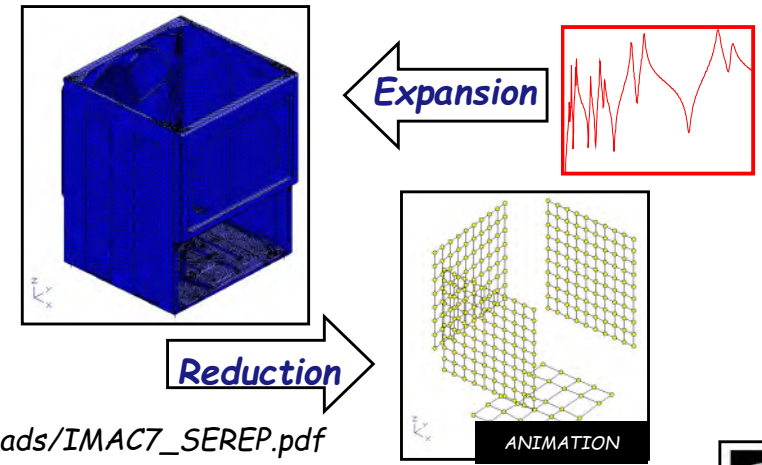 Expansion
Reduction
ads/IMAC7_SEREP.pdf
ANIMATION
z
y
x
z
y
x